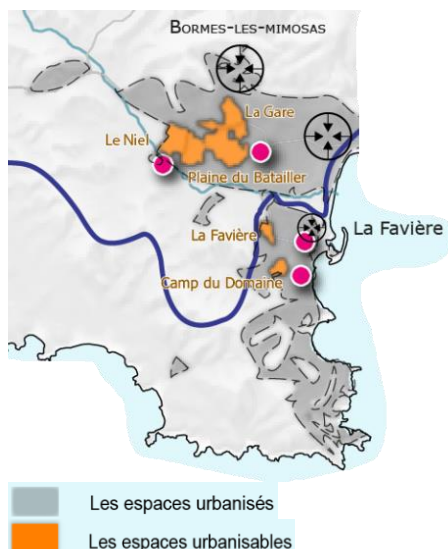 BORMES-LES-MIMOSAS
La Gare
Le Niel
Plaine du Batailler
La Favière
La Favière
Camp du Domaine
Les espaces urbanisés
Les espaces urbanisables